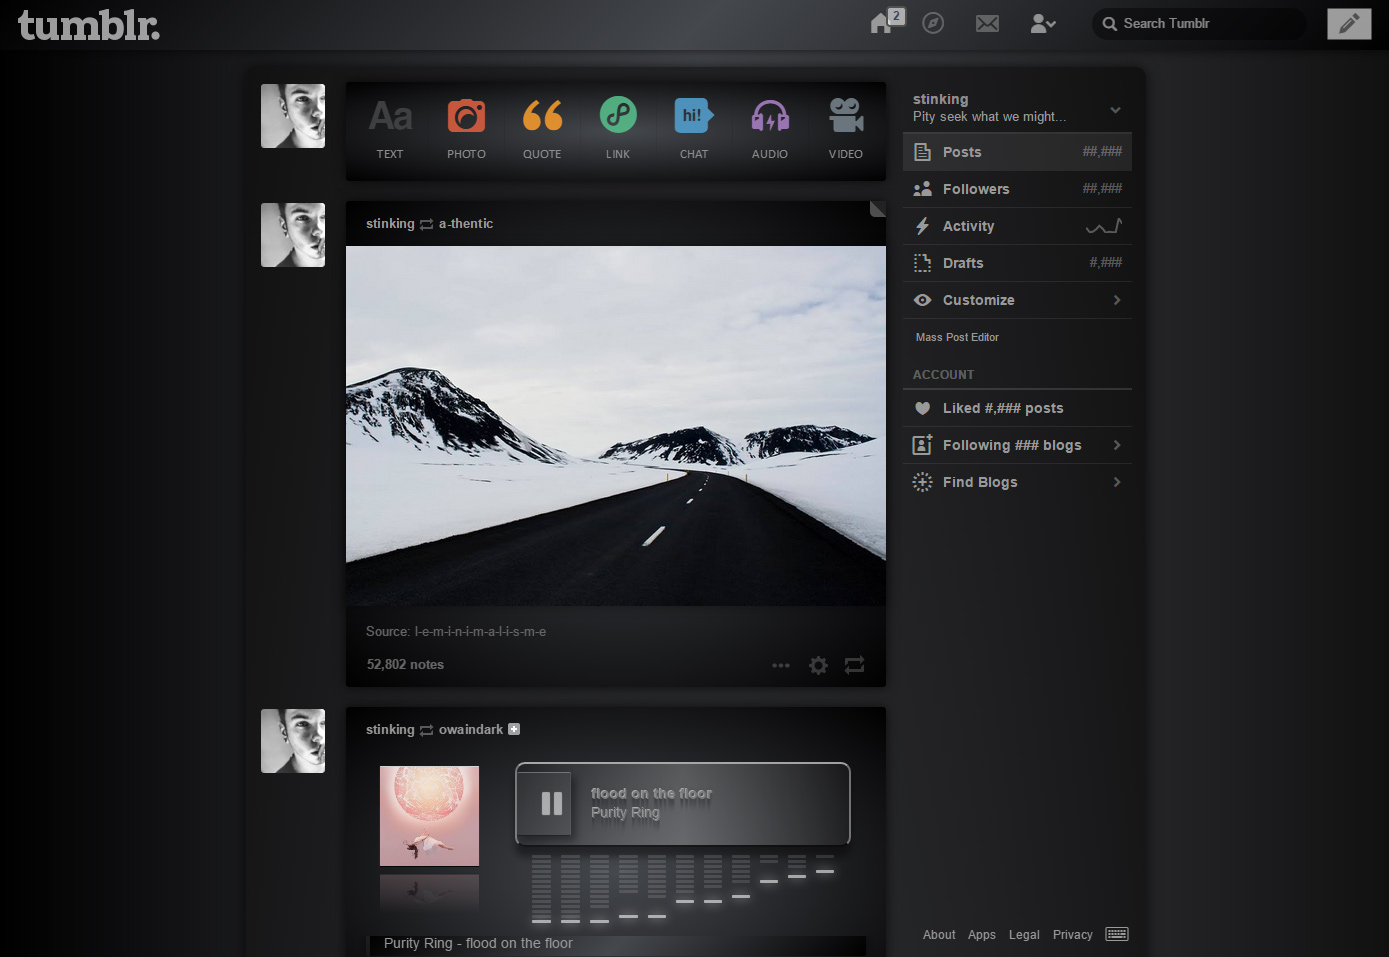 tumblr.
2
Search Tumblr
Aa
hi!
TEXT PHOTO QUOTE LINK CHAT AUDIO VIDEO
stinking
Pity seek what we might...
Posts ##,###
Followers ##,###
Activity
Drafts #,###
Customize
Mass Post Editor
ACCOUNT
Liked #,### posts
Following ### blogs
Find Blogs
stinking a-thentic
Source: l-e-m-i-n-i-m-a-l-i-s-m-e
52,802 notes
stinking owaindark
flood on the floor
Purity Ring
Purity Ring - flood on the floor
About Apps Legal Privacy